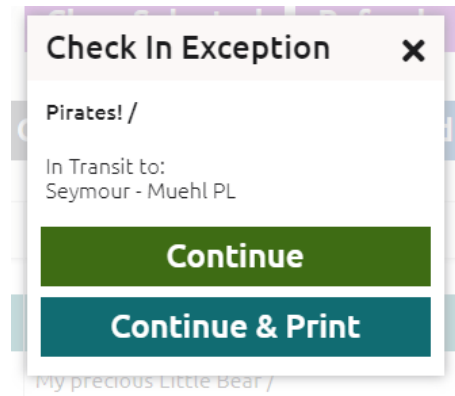 Check In Exception
Pirates! /
In Transit to:
Seymour - Muehl PL
Continue
Continue & Print
My precious Little Bear /